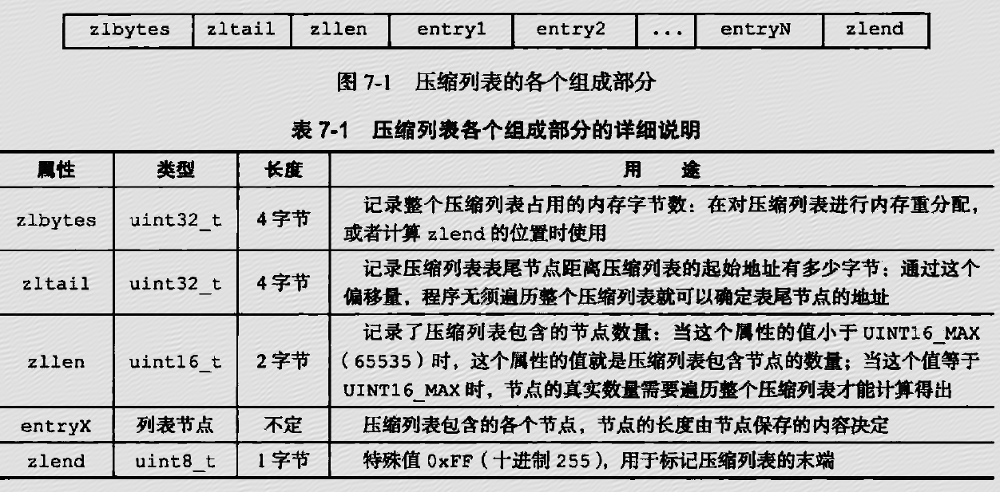 zlbytes zltail zllen entry1 entry2 ... entryN zlend
图 7-1 压缩列表的各个组成部分
表 7-1 压缩列表各个组成部分的详细说明
属性 类型 长度 用 途
zlbytes uint32_t 4 字节 记录整个压缩列表占用的内存字节数：在对压缩列表进行内存重分配，
或者计算 zlend 的位置时使用
zltail uint32_t 4 字节 记录压缩列表表尾节点距离压缩列表的起始地址有多少字节：通过这个
偏移量，程序无须遍历整个压缩列表就可以确定表尾节点的地址
zllen uint16_t 2 字节 记录了压缩列表包含的节点数量：当这个属性的值小于 UINT16_MAX
（65535）时，这个属性的值就是压缩列表包含节点的数量；当这个值等于
UINT16_MAX 时，节点的真实数量需要遍历整个压缩列表才能计算得出
entryX 列表节点 不定 压缩列表包含的各个节点，节点的长度由节点保存的内容决定
zlend uint8_t 1 字节 特殊值 0xFF（十进制 255），用于标记压缩列表的末端